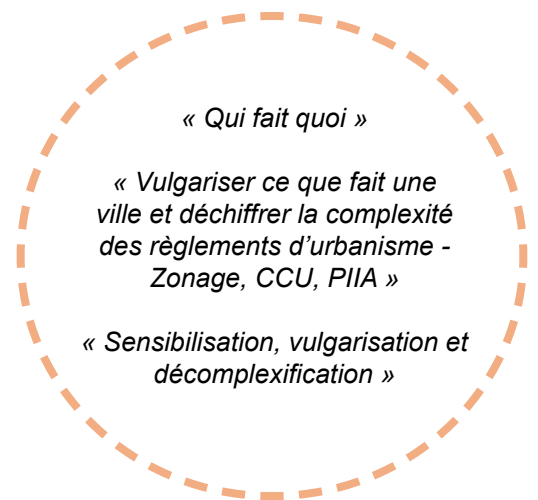 « Qui fait quoi »
« Vulgariser ce que fait une
ville et déchiffrer la complexité
des règlements d’urbanisme -
Zonage, CCU, PIIA »
« Sensibilisation, vulgarisation et
décomplexification »